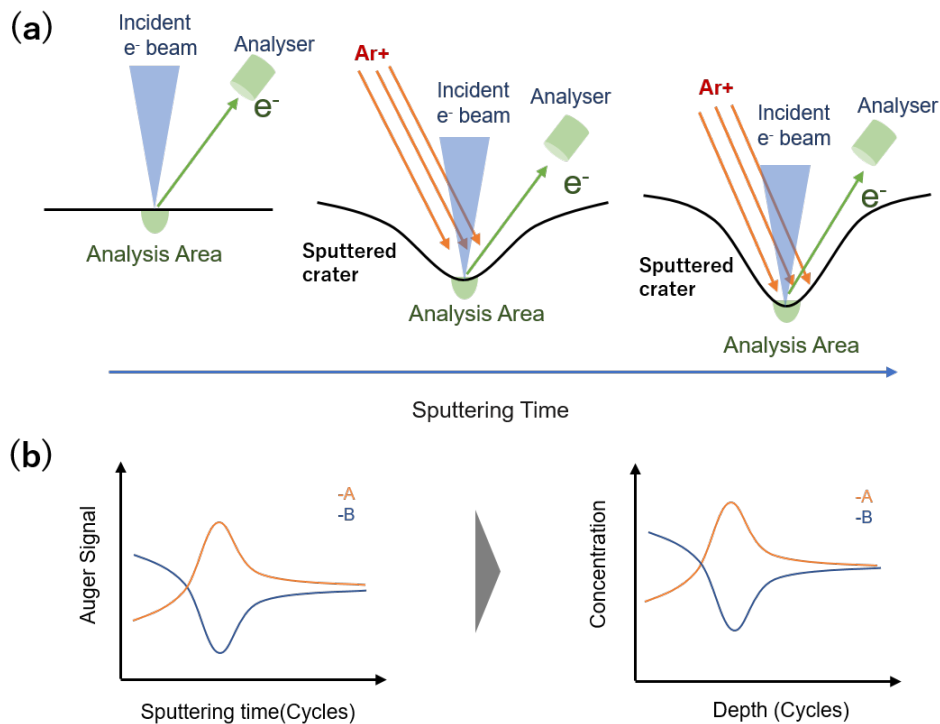 (a)
Incident
e- beam
Analyser
e-
Analysis Area
Ar+
Incident
e- beam
Analyser
e-
Sputtered
crater
Analysis Area
Ar+
Incident
e- beam
Analyser
e-
Sputtered
crater
Analysis Area
Sputtering Time
(b)
Auger Signal
-A
-B
Sputtering time(Cycles)
Concentration
-A
-B
Depth (Cycles)